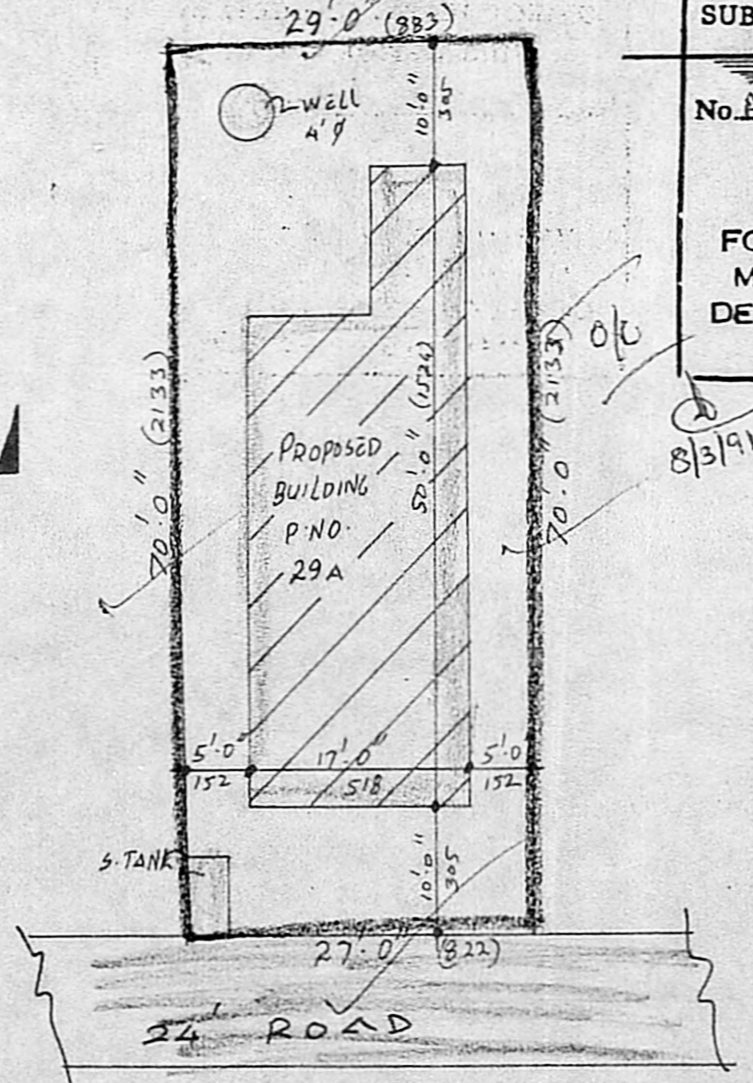 29'-0" (883)
SUB
No.
WELL
4'ø
10'-0"
305
FO
M
DE
O/C
8/3/91
70'-0" (2133)
50'-0" (1524)
70'-0" (2133)
PROPOSED
BUILDING
P.NO.
29A
5'-0"
152
17'-0"
518
5'-0
152
S.TANK
10'-0"
305
27'-0" (822)
24' ROAD